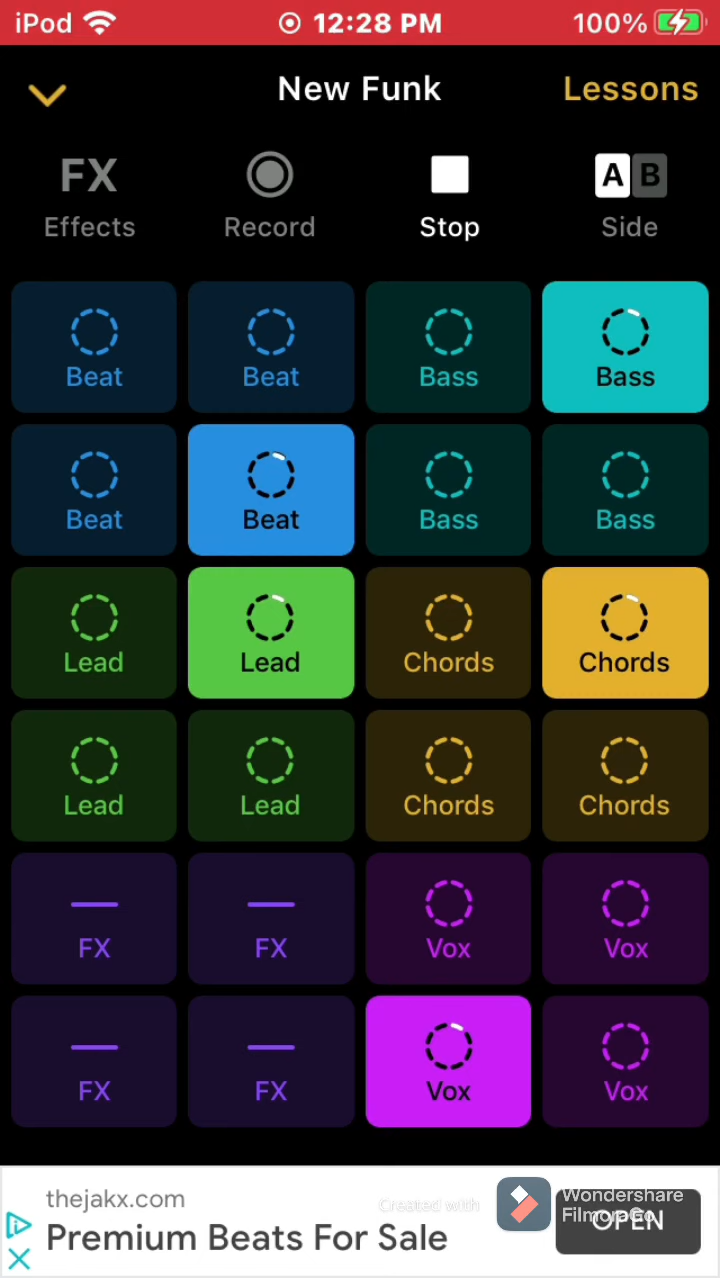 iPod 12:28 PM 100%
New Funk Lessons
FX A B
Effects Record Stop Side
Beat Beat Bass Bass
Beat Beat Bass Bass
Lead Lead Chords Chords
Lead Lead Chords Chords
FX FX Vox Vox
FX FX Vox Vox
thejakx.com
Premium Beats For Sale
OPEN
Created with
Wondershare
FilmoraGo